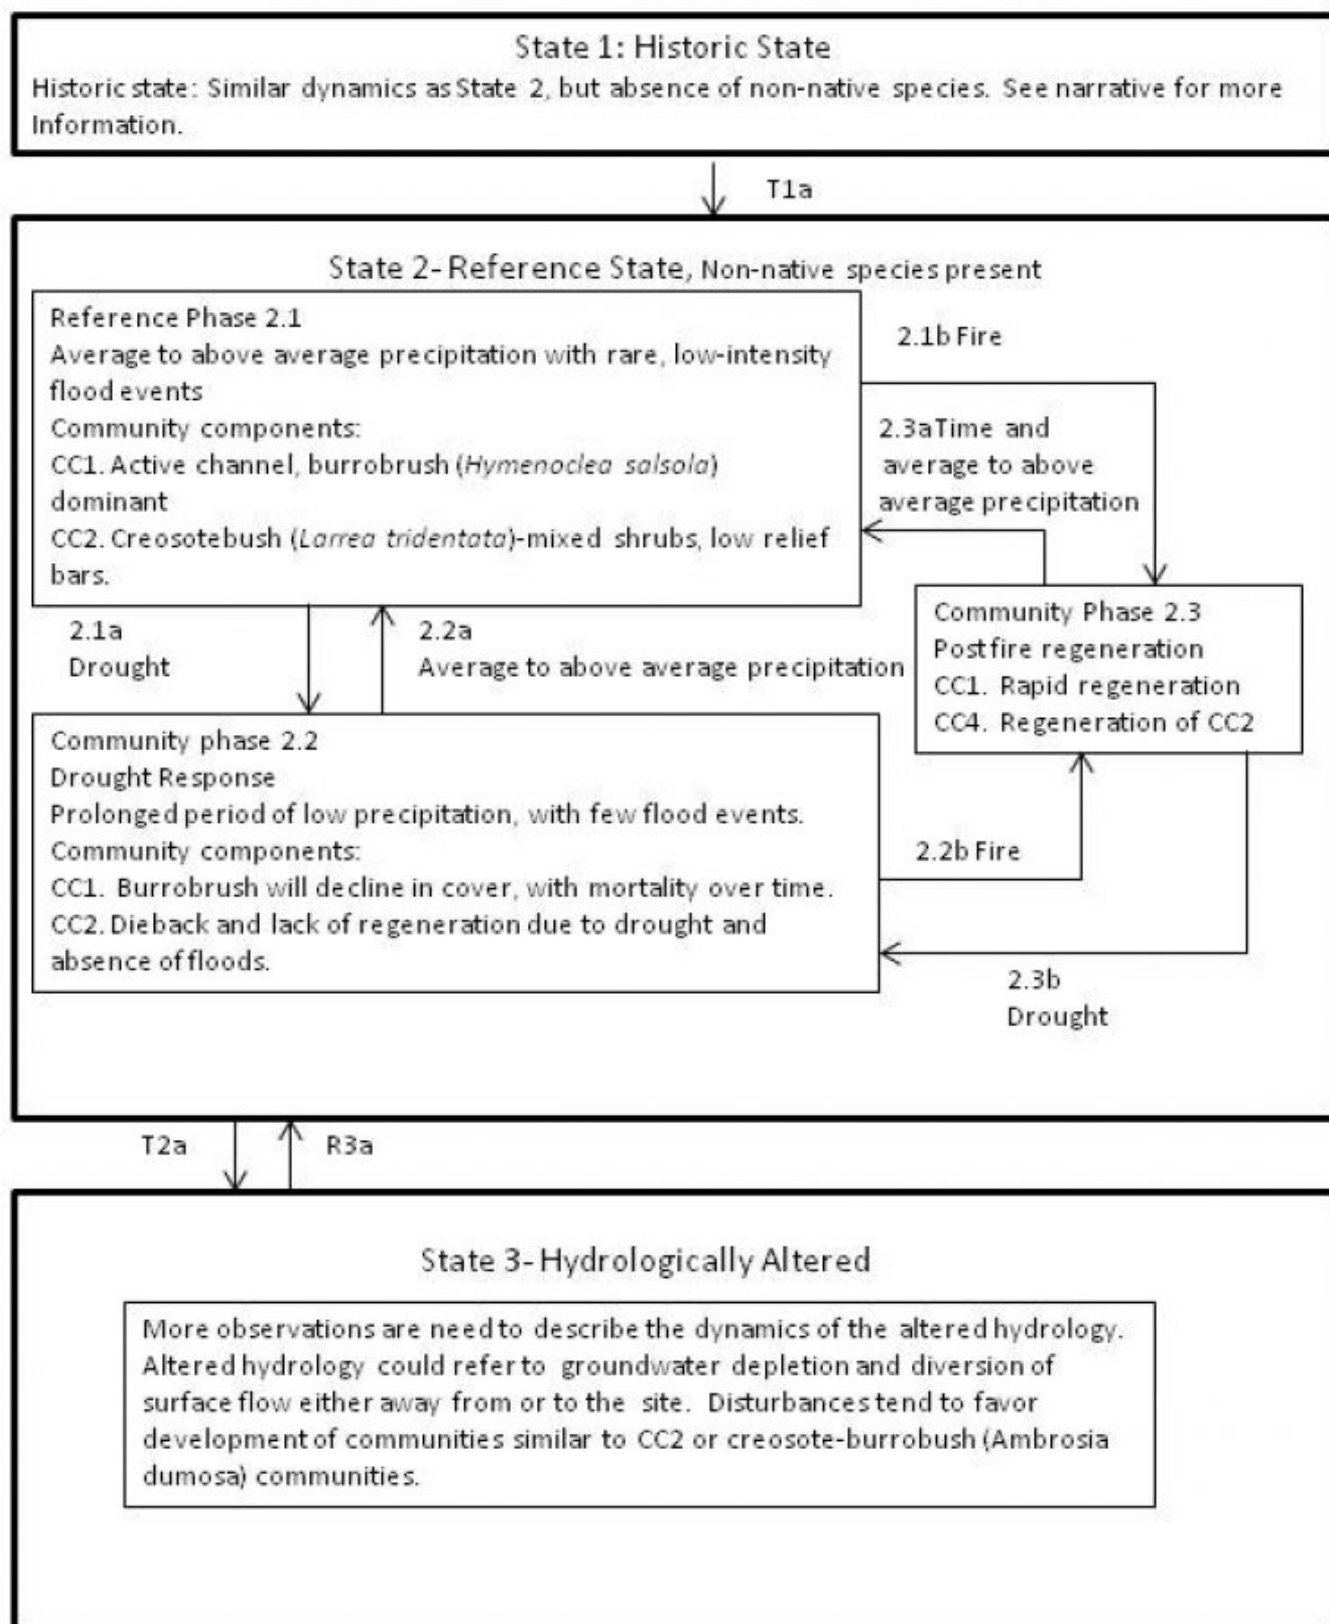 State 1: Historic State
Historic state: Similar dynamics as State 2, but absence of non-native species. See narrative for more
Information.
T1a
State 2- Reference State, Non-native species present
Reference Phase 2.1
Average to above average precipitation with rare, low-intensity
flood events
Community components:
CC1. Active channel, burrobrush (Hymenoclea salsola)
dominant
CC2. Creosotebush (Larrea tridentata)-mixed shrubs, low relief
bars.
2.1b Fire
2.3a Time and
average to above
average precipitation
2.1a
Drought
2.2a
Average to above average precipitation
Community Phase 2.3
Postfire regeneration
CC1. Rapid regeneration
CC4. Regeneration of CC2
Community phase 2.2
Drought Response
Prolonged period of low precipitation, with few flood events.
Community components:
CC1. Burrobrush will decline in cover, with mortality over time.
CC2. Dieback and lack of regeneration due to drought and
absence of floods.
2.2b Fire
2.3b
Drought
T2a
R3a
State 3- Hydrologically Altered
More observations are need to describe the dynamics of the altered hydrology.
Altered hydrology could refer to groundwater depletion and diversion of
surface flow either away from or to the site. Disturbances tend to favor
development of communities similar to CC2 or creosote-burrobush (Ambrosia
dumosa) communities.